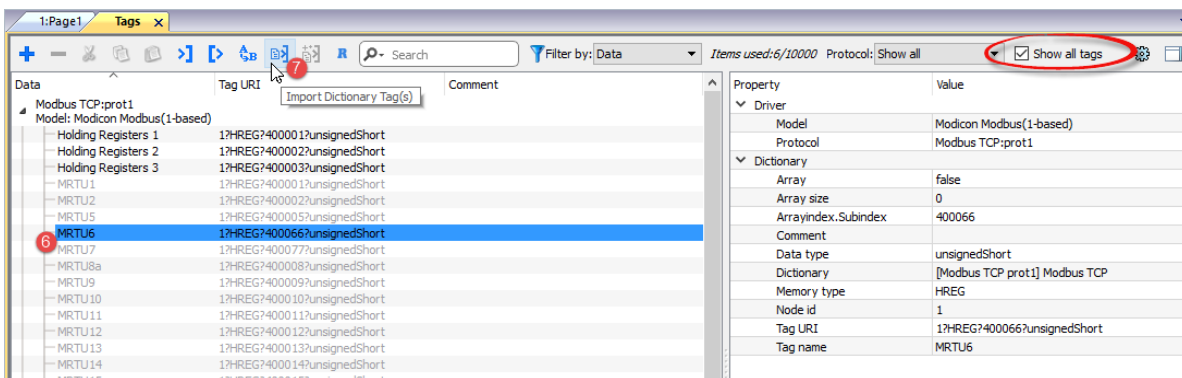 1:Page1 Tags x
R Search Filter by: Data Items used:6/10000 Protocol: Show all Show all tags
7
Data Tag URI Comment
Import Dictionary Tag(s)
Modbus TCP:prot1
Model: Modicon Modbus(1-based)
Holding Registers 1 1?HREG?400001?unsignedShort
Holding Registers 2 1?HREG?400002?unsignedShort
Holding Registers 3 1?HREG?400003?unsignedShort
MRTU1 1?HREG?400001?unsignedShort
MRTU2 1?HREG?400002?unsignedShort
MRTU5 1?HREG?400005?unsignedShort
MRTU6 1?HREG?400066?unsignedShort
6
MRTU7 1?HREG?400077?unsignedShort
MRTU8a 1?HREG?400008?unsignedShort
MRTU9 1?HREG?400009?unsignedShort
MRTU10 1?HREG?400010?unsignedShort
MRTU11 1?HREG?400011?unsignedShort
MRTU12 1?HREG?400012?unsignedShort
MRTU13 1?HREG?400013?unsignedShort
MRTU14 1?HREG?400014?unsignedShort
Property Value
Driver
Model Modicon Modbus(1-based)
Protocol Modbus TCP:prot1
Dictionary
Array false
Array size 0
Arrayindex.Subindex 400066
Comment
Data type unsignedShort
Dictionary [Modbus TCP prot1] Modbus TCP
Memory type HREG
Node id 1
Tag URI 1?HREG?400066?unsignedShort
Tag name MRTU6